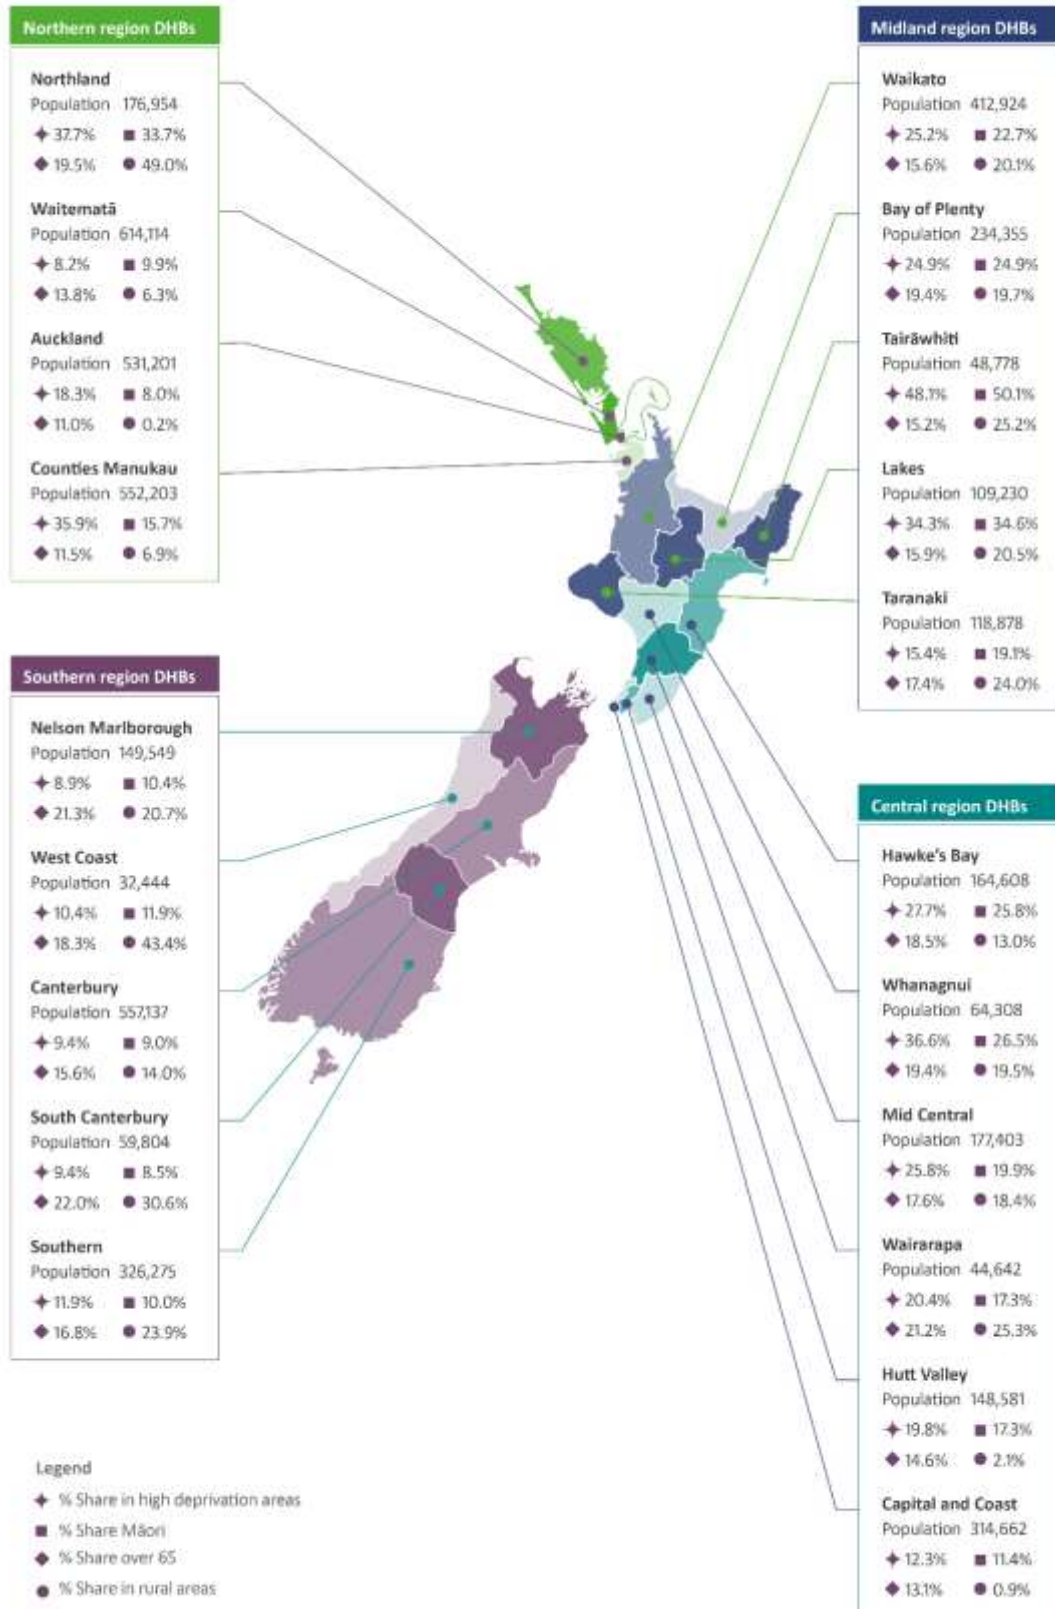 Northern region DHBs
Northland
Population 176,954
37.7% 33.7%
19.5% 49.0%
Waitematā
Population 614,114
8.2% 9.9%
13.8% 6.3%
Auckland
Population 531,201
18.3% 8.0%
11.0% 0.2%
Counties Manukau
Population 552,203
35.9% 15.7%
11.5% 6.9%
Southern region DHBs
Nelson Marlborough
Population 149,549
8.9% 10.4%
21.3% 20.7%
West Coast
Population 32,444
10.4% 11.9%
18.3% 43.4%
Canterbury
Population 557,137
9.4% 9.0%
15.6% 14.0%
South Canterbury
Population 59,804
9.4% 8.5%
22.0% 30.6%
Southern
Population 326,275
11.9% 10.0%
16.8% 23.9%
Legend
% Share in high deprivation areas
% Share Māori
% Share over 65
% Share in rural areas
Midland region DHBs
Waikato
Population 412,924
25.2% 22.7%
15.6% 20.1%
Bay of Plenty
Population 234,355
24.9% 24.9%
19.4% 19.7%
Tairāwhiti
Population 48,778
48.1% 50.1%
15.2% 25.2%
Lakes
Population 109,230
34.3% 34.6%
15.9% 20.5%
Taranaki
Population 118,878
15.4% 19.1%
17.4% 24.0%
Central region DHBs
Hawke's Bay
Population 164,608
27.7% 25.8%
18.5% 13.0%
Whanagnui
Population 64,308
36.6% 26.5%
19.4% 19.5%
Mid Central
Population 177,403
25.8% 19.9%
17.6% 18.4%
Wairarapa
Population 44,642
20.4% 17.3%
21.2% 25.3%
Hutt Valley
Population 148,581
19.8% 17.3%
14.6% 2.1%
Capital and Coast
Population 314,662
12.3% 11.4%
13.1% 0.9%